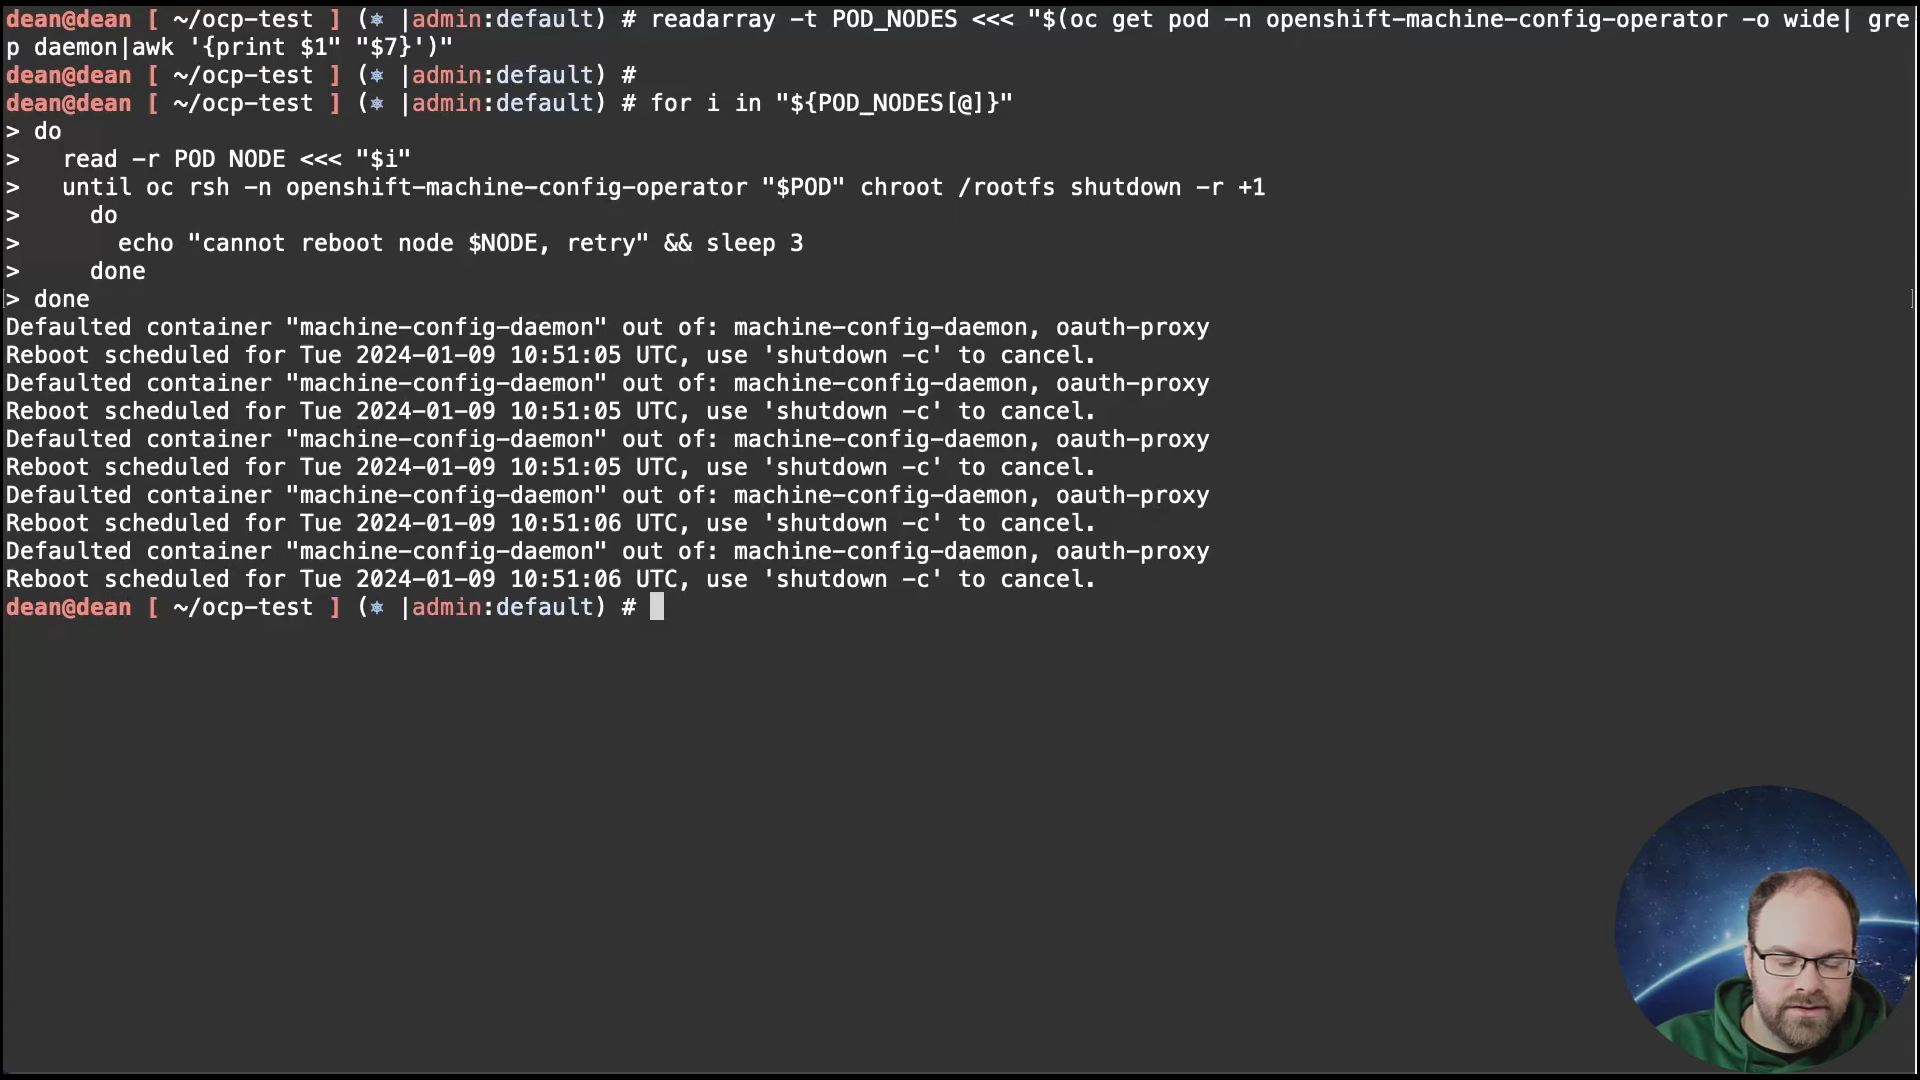 dean@dean [ ~/ocp-test ] (⎈ |admin:default) # readarray -t POD_NODES <<< "$(oc get pod -n openshift-machine-config-operator -o wide| gre
p daemon|awk '{print $1" "$7}')"
dean@dean [ ~/ocp-test ] (⎈ |admin:default) #
dean@dean [ ~/ocp-test ] (⎈ |admin:default) # for i in "${POD_NODES[@]}"
> do
>   read -r POD NODE <<< "$i"
>   until oc rsh -n openshift-machine-config-operator "$POD" chroot /rootfs shutdown -r +1
>     do
>       echo "cannot reboot node $NODE, retry" && sleep 3
>     done
> done
Defaulted container "machine-config-daemon" out of: machine-config-daemon, oauth-proxy
Reboot scheduled for Tue 2024-01-09 10:51:05 UTC, use 'shutdown -c' to cancel.
Defaulted container "machine-config-daemon" out of: machine-config-daemon, oauth-proxy
Reboot scheduled for Tue 2024-01-09 10:51:05 UTC, use 'shutdown -c' to cancel.
Defaulted container "machine-config-daemon" out of: machine-config-daemon, oauth-proxy
Reboot scheduled for Tue 2024-01-09 10:51:05 UTC, use 'shutdown -c' to cancel.
Defaulted container "machine-config-daemon" out of: machine-config-daemon, oauth-proxy
Reboot scheduled for Tue 2024-01-09 10:51:06 UTC, use 'shutdown -c' to cancel.
Defaulted container "machine-config-daemon" out of: machine-config-daemon, oauth-proxy
Reboot scheduled for Tue 2024-01-09 10:51:06 UTC, use 'shutdown -c' to cancel.
dean@dean [ ~/ocp-test ] (⎈ |admin:default) #